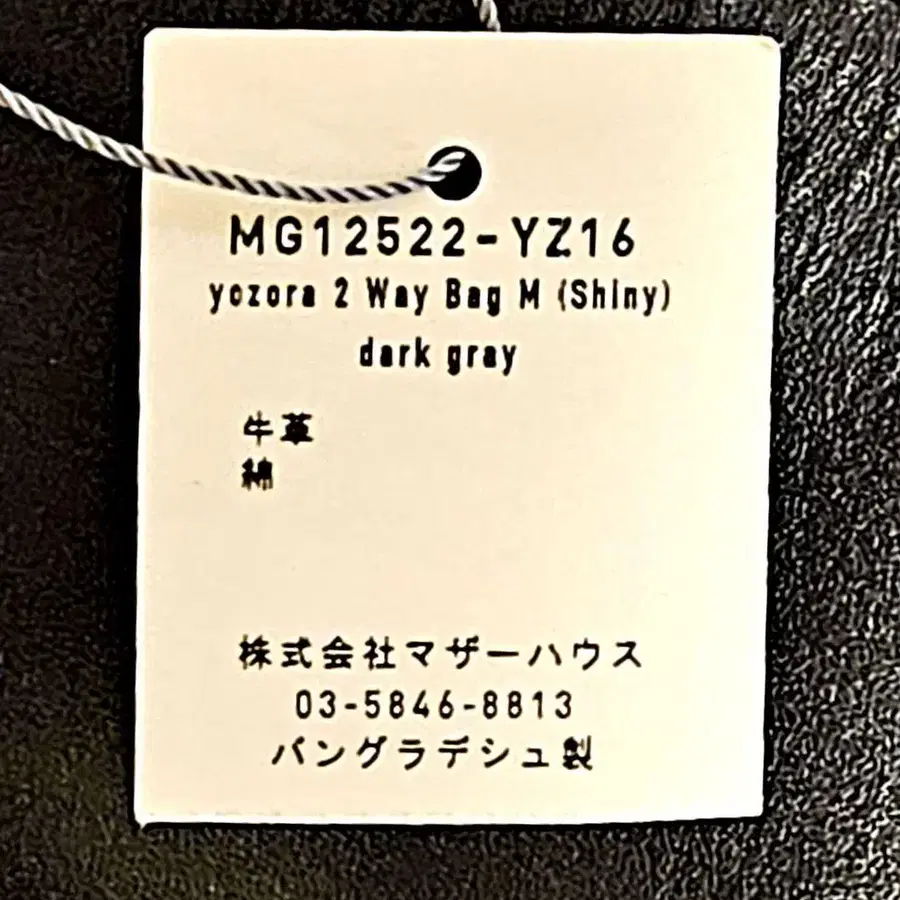 MG12522-YZ16
yozora 2 Way Bag M (Shiny)
dark gray
牛革
綿
株式会社マザーハウス
03-5846-8813
バングラデシュ製